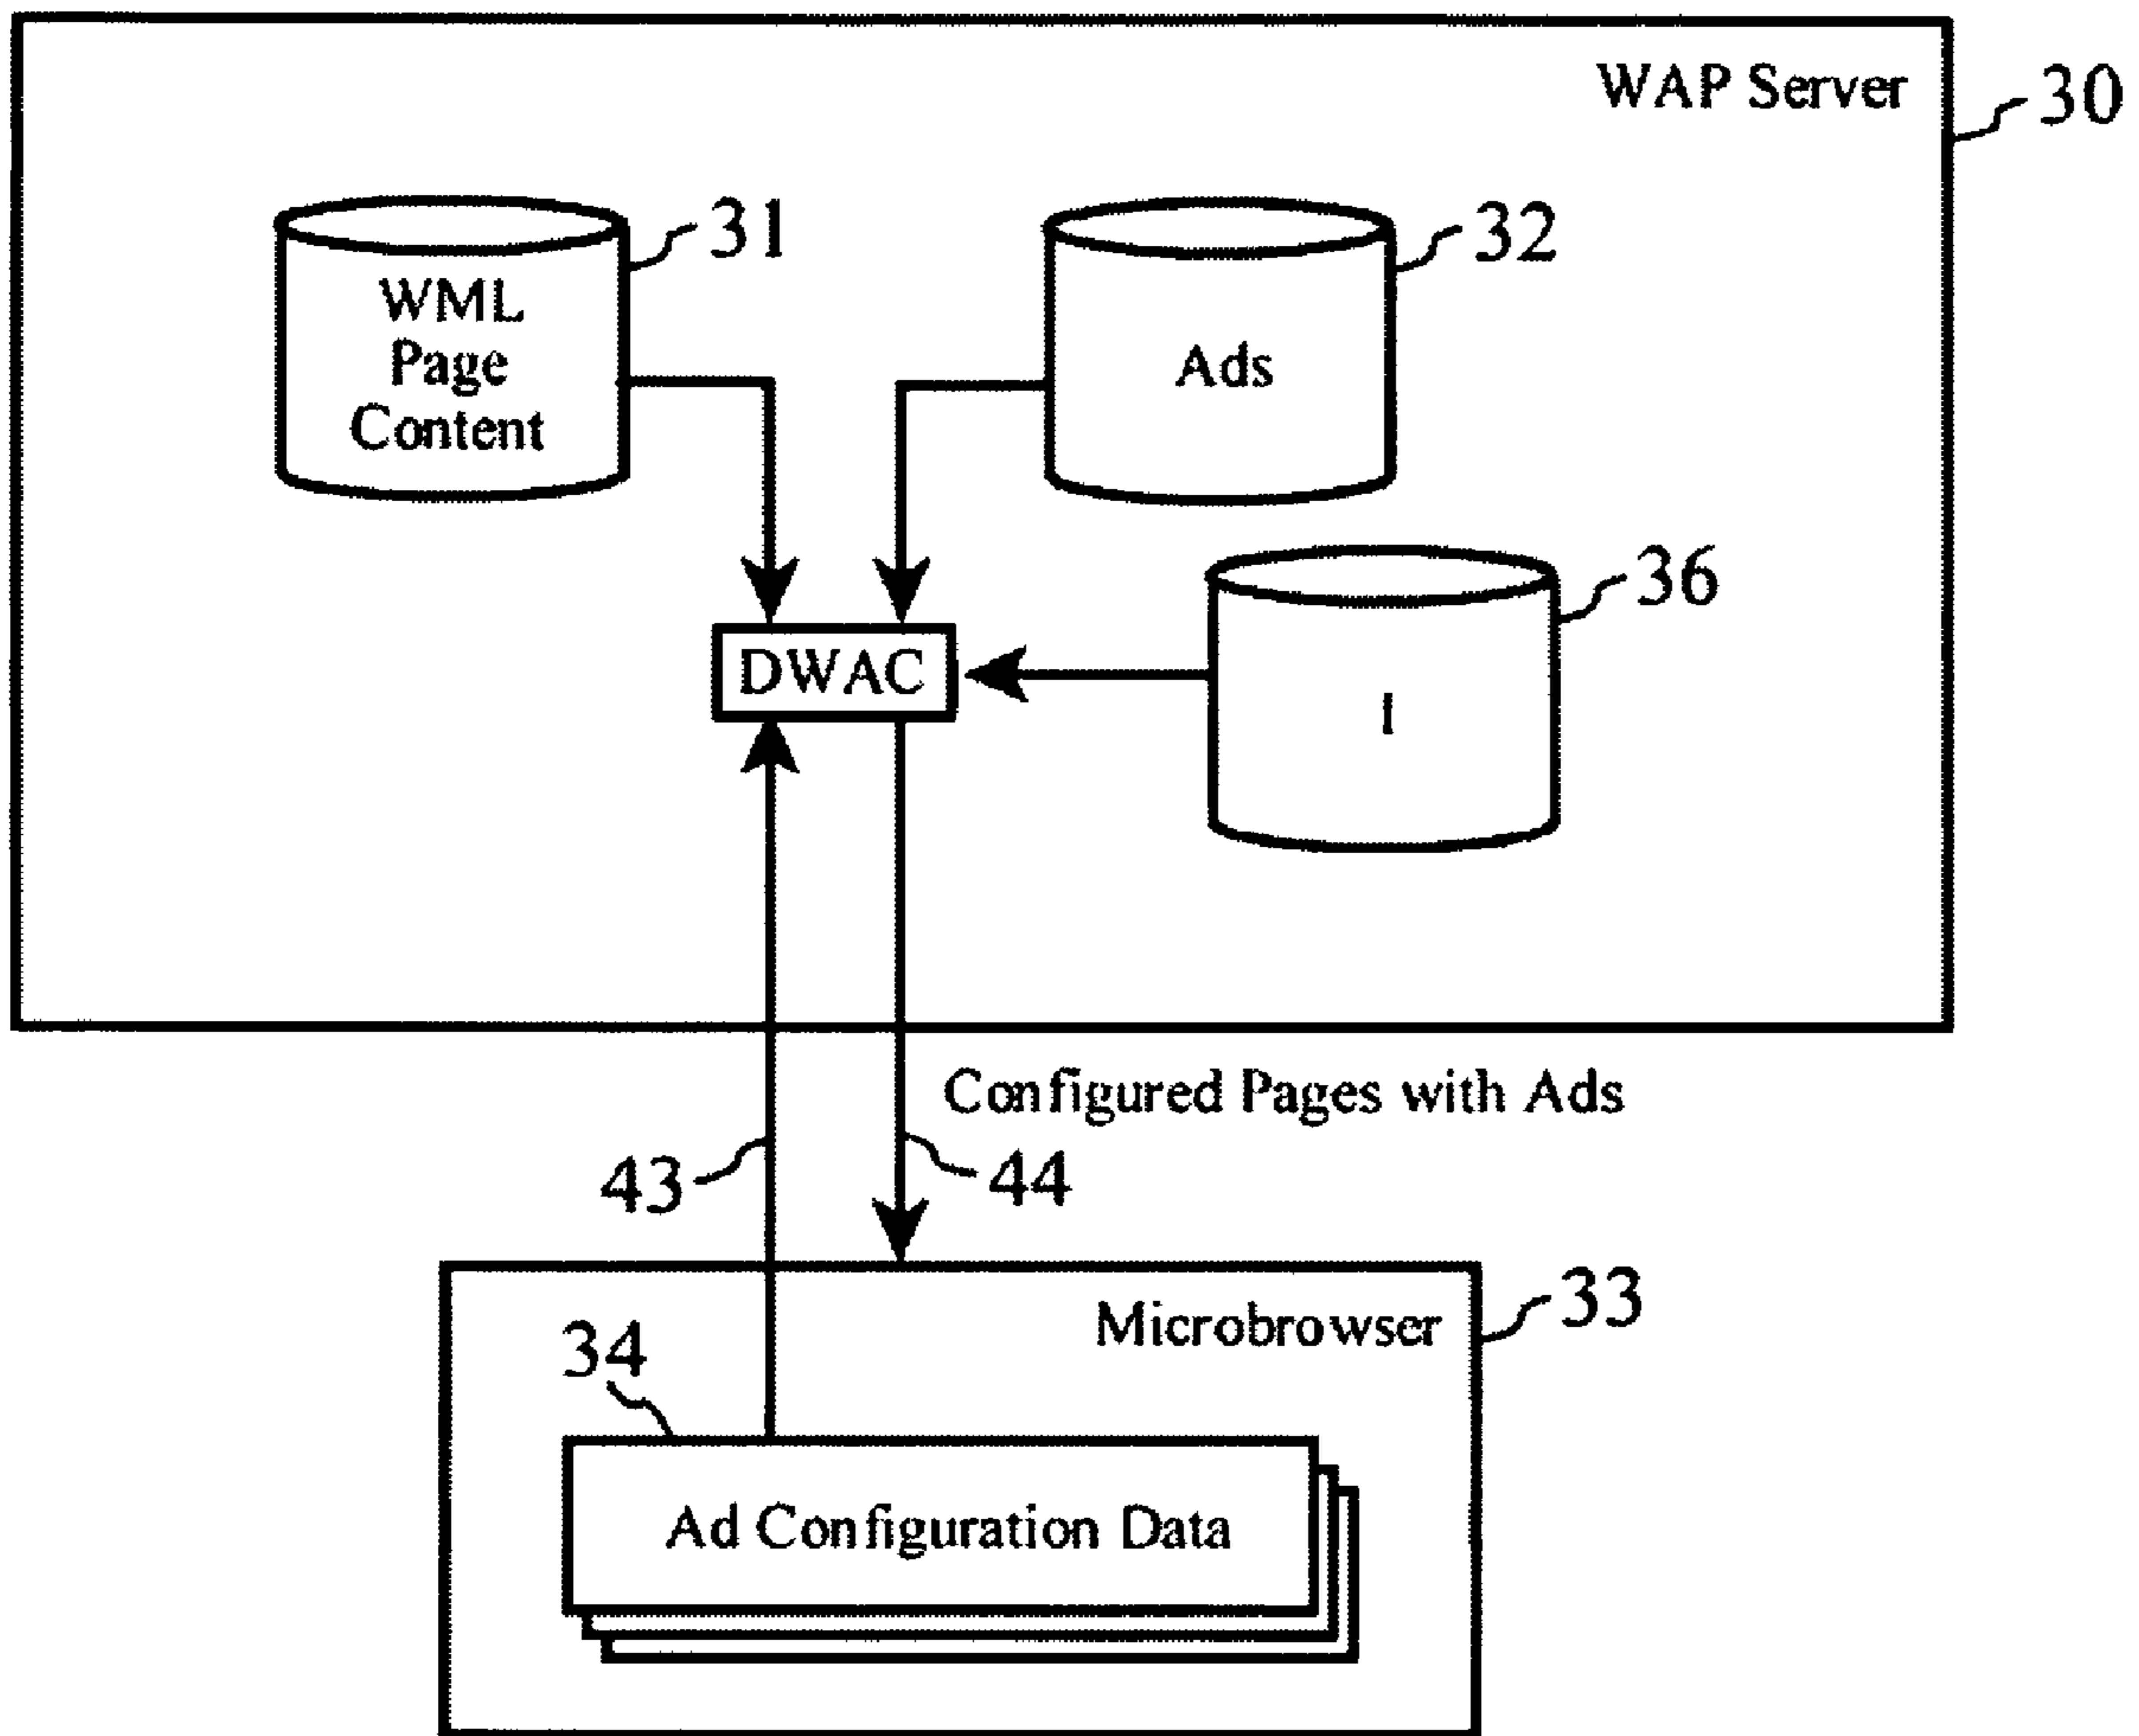 WAP Server
30
31
32
WML
Page
Content
Ads
36
DWAC
I
Configured Pages with Ads
43
44
33
Microbrowser
34
Ad Configuration Data